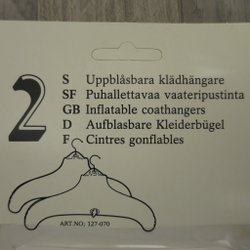 2
S Uppblåsbara klädhängare
SF Puhallettavaa vaateripustinta
GB Inflatable coathangers
D Aufblasbare Kleiderbügel
F Cintres gonflables
ART.NO; 127-070